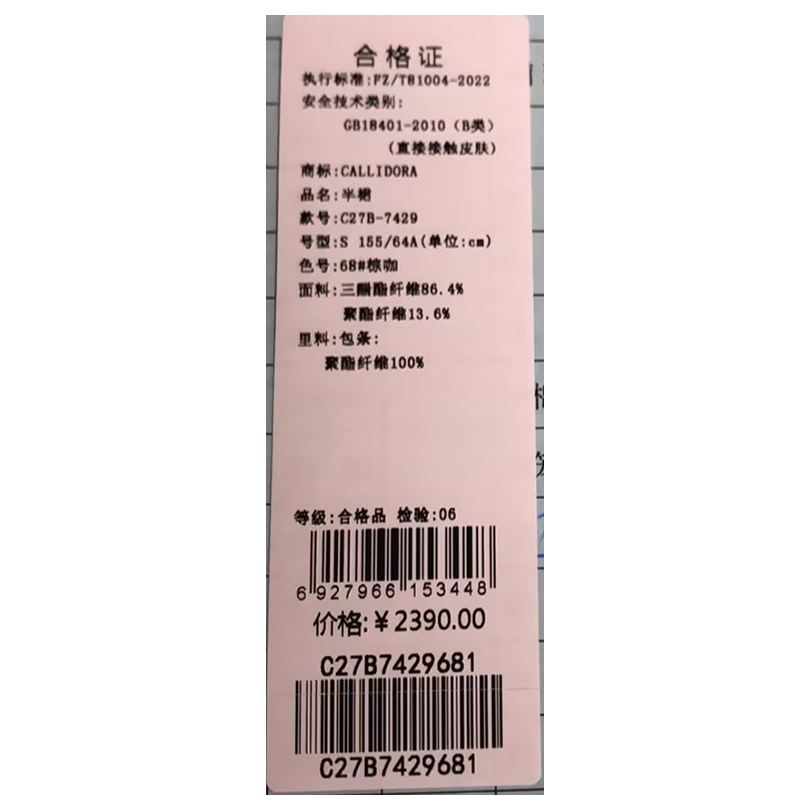 合格证
执行标准:FZ/T81004-2022
安全技术类别:
GB18401-2010（B类）
（直接接触皮肤）
商标:CALLIDORA
品名:半裙
款号:C27B-7429
号型:S 155/64A(单位:cm)
色号:68#棕咖
面料:三醋酯纤维86.4%
聚酯纤维13.6%
里料:包条:
聚酯纤维100%
等级:合格品 检验:06
6 927966 153448
价格:￥2390.00
C27B7429681
C27B7429681